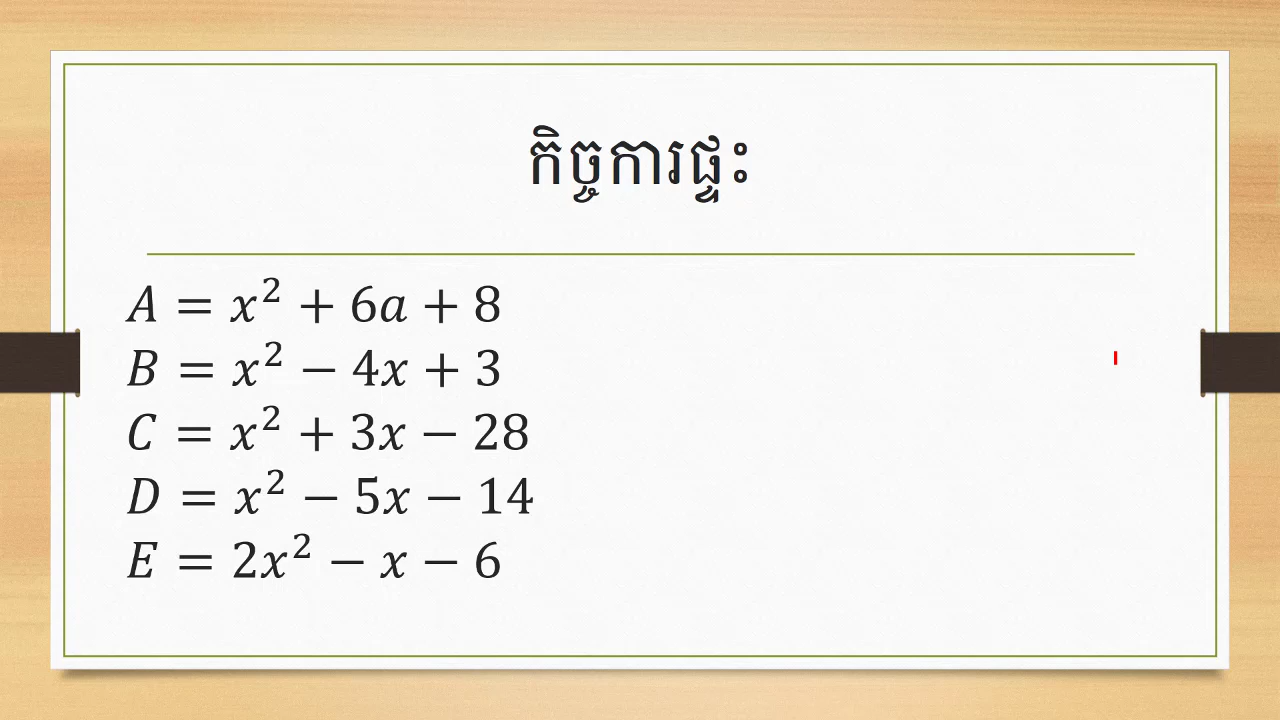 កិច្ចការផ្ទះ
A = x² + 6a + 8
B = x² − 4x + 3
C = x² + 3x − 28
D = x² − 5x − 14
E = 2x² − x − 6